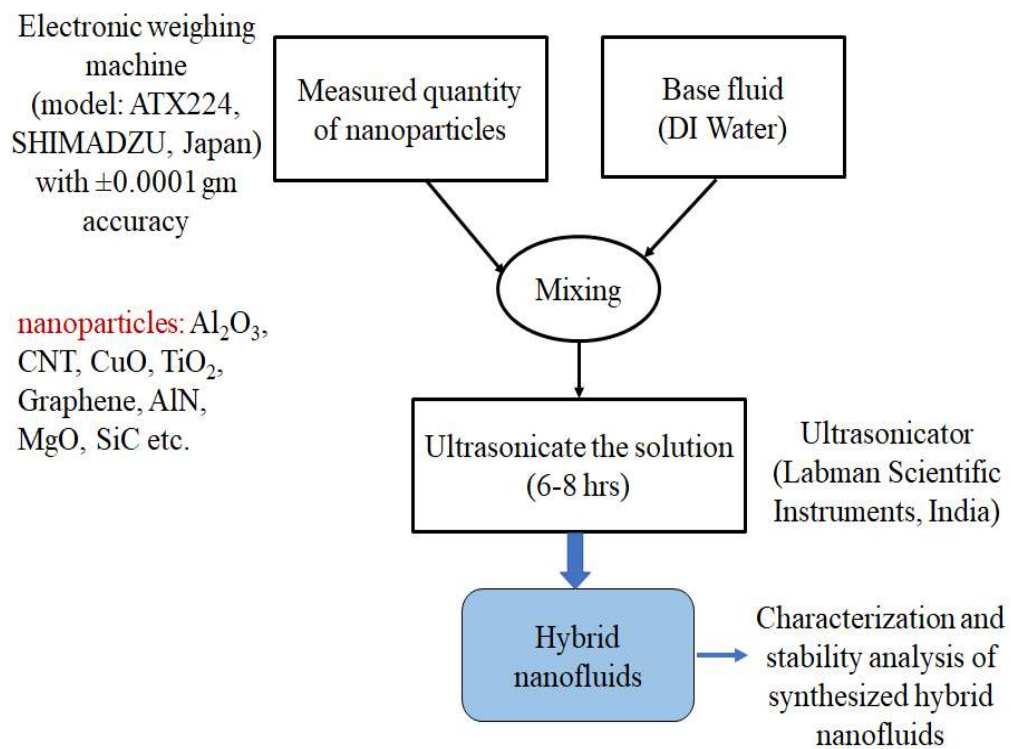 Electronic weighing
machine
(model: ATX224,
SHIMADZU, Japan)
with ±0.0001 gm
accuracy
Measured quantity
of nanoparticles
Base fluid
(DI Water)
Mixing
nanoparticles: Al₂O₃,
CNT, CuO, TiO₂,
Graphene, AlN,
MgO, SiC etc.
Ultrasonicate the solution
(6-8 hrs)
Ultrasonicator
(Labman Scientific
Instruments, India)
Hybrid
nanofluids
Characterization and
stability analysis of
synthesized hybrid
nanofluids